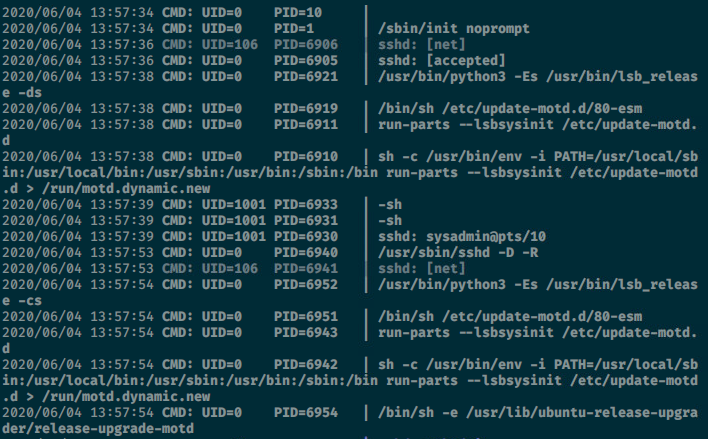 2020/06/04 13:57:34 CMD: UID=0    PID=10     |
2020/06/04 13:57:34 CMD: UID=0    PID=1      | /sbin/init noprompt
2020/06/04 13:57:36 CMD: UID=106  PID=6906   | sshd: [net]
2020/06/04 13:57:36 CMD: UID=0    PID=6905   | sshd: [accepted]
2020/06/04 13:57:38 CMD: UID=0    PID=6921   | /usr/bin/python3 -Es /usr/bin/lsb_releas
e -ds
2020/06/04 13:57:38 CMD: UID=0    PID=6919   | /bin/sh /etc/update-motd.d/80-esm
2020/06/04 13:57:38 CMD: UID=0    PID=6911   | run-parts --lsbsysinit /etc/update-motd.
d
2020/06/04 13:57:38 CMD: UID=0    PID=6910   | sh -c /usr/bin/env -i PATH=/usr/local/sb
in:/usr/local/bin:/usr/sbin:/usr/bin:/sbin:/bin run-parts --lsbsysinit /etc/update-motd
.d > /run/motd.dynamic.new
2020/06/04 13:57:39 CMD: UID=1001 PID=6933   | -sh
2020/06/04 13:57:39 CMD: UID=1001 PID=6931   | -sh
2020/06/04 13:57:39 CMD: UID=1001 PID=6930   | sshd: sysadmin@pts/10
2020/06/04 13:57:53 CMD: UID=0    PID=6940   | /usr/sbin/sshd -D -R
2020/06/04 13:57:53 CMD: UID=106  PID=6941   | sshd: [net]
2020/06/04 13:57:54 CMD: UID=0    PID=6952   | /usr/bin/python3 -Es /usr/bin/lsb_releas
e -cs
2020/06/04 13:57:54 CMD: UID=0    PID=6951   | /bin/sh /etc/update-motd.d/80-esm
2020/06/04 13:57:54 CMD: UID=0    PID=6943   | run-parts --lsbsysinit /etc/update-motd.
d
2020/06/04 13:57:54 CMD: UID=0    PID=6942   | sh -c /usr/bin/env -i PATH=/usr/local/sb
in:/usr/local/bin:/usr/sbin:/usr/bin:/sbin:/bin run-parts --lsbsysinit /etc/update-motd
.d > /run/motd.dynamic.new
2020/06/04 13:57:54 CMD: UID=0    PID=6954   | /bin/sh -e /usr/lib/ubuntu-release-upgra
der/release-upgrade-motd